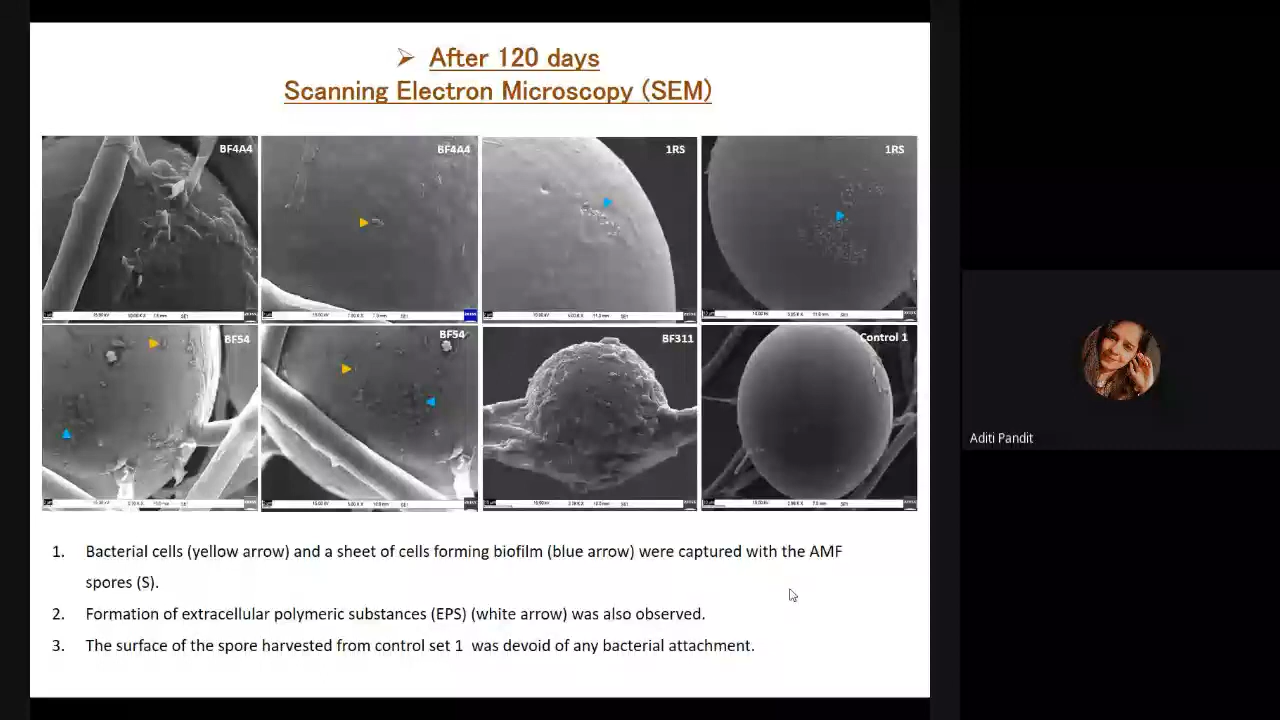 ➢ After 120 days
Scanning Electron Microscopy (SEM)
BF4A4
BF4A4
1RS
1RS
BF54
BF54
BF311
Control 1
1. Bacterial cells (yellow arrow) and a sheet of cells forming biofilm (blue arrow) were captured with the AMF
spores (S).
2. Formation of extracellular polymeric substances (EPS) (white arrow) was also observed.
3. The surface of the spore harvested from control set 1 was devoid of any bacterial attachment.
Aditi Pandit